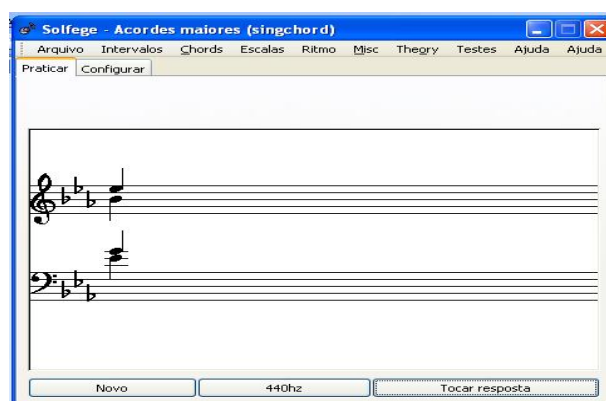 Solfege - Acordes maiores (singchord)
Arquivo Intervalos Chords Escalas Ritmo Misc Theory Testes Ajuda Ajuda
Praticar Configurar
Novo 440hz Tocar resposta